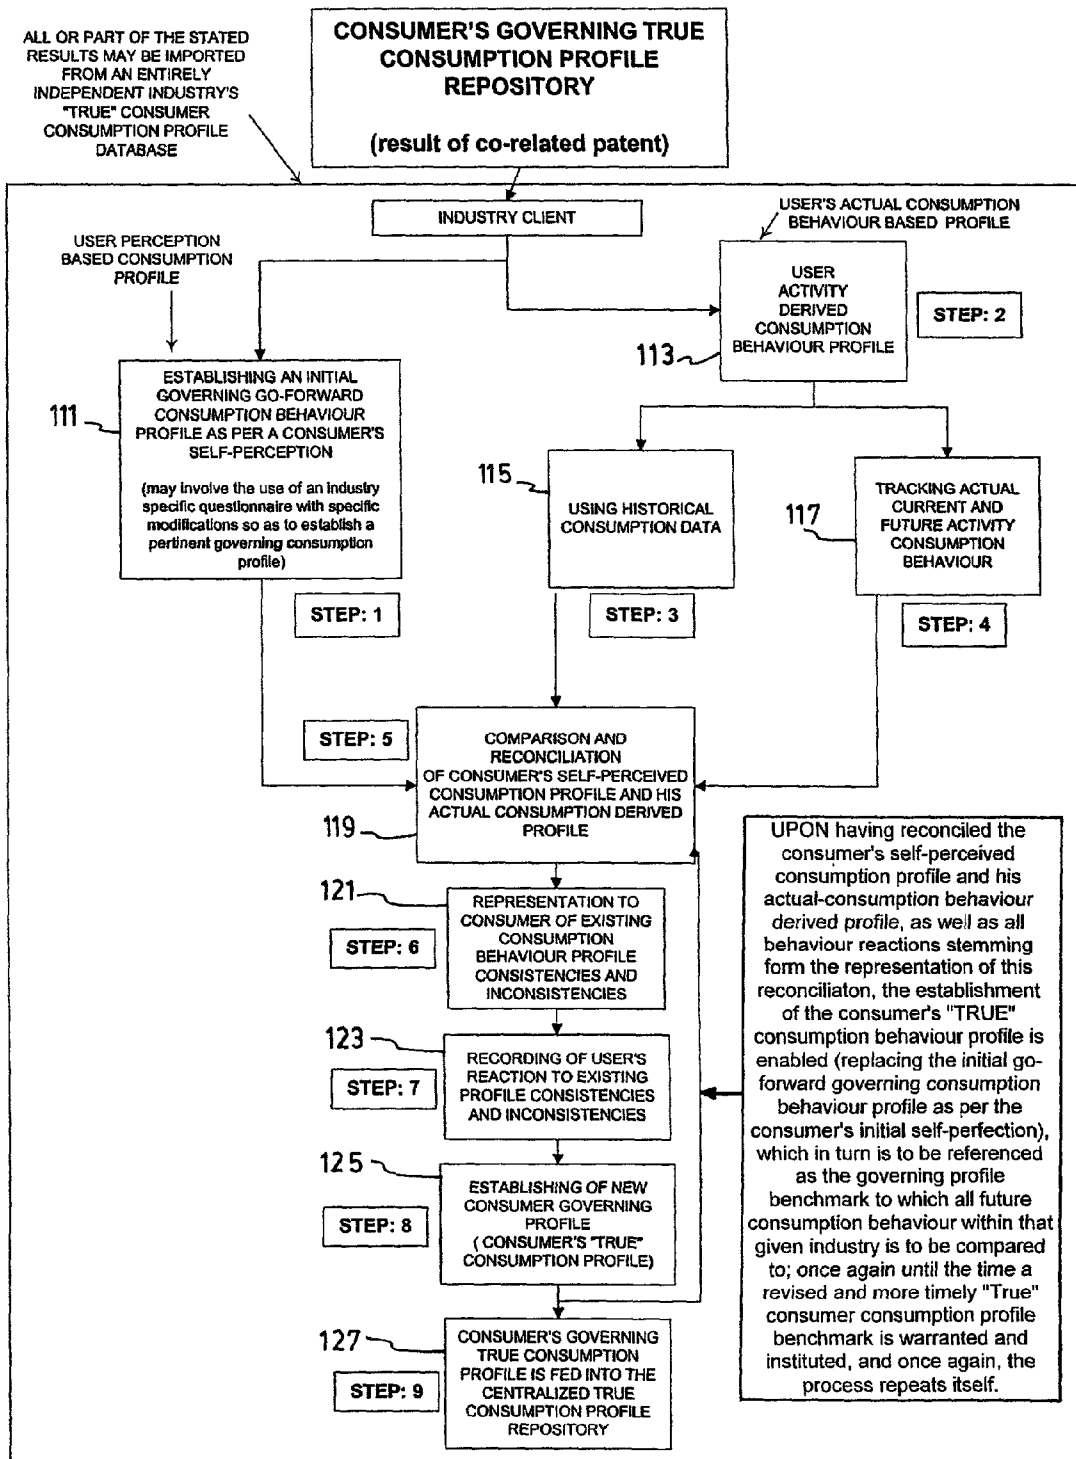 ALL OR PART OF THE STATED
RESULTS MAY BE IMPORTED
FROM AN ENTIRELY
INDEPENDENT INDUSTRY'S
"TRUE" CONSUMER
CONSUMPTION PROFILE
DATABASE
CONSUMER'S GOVERNING TRUE
CONSUMPTION PROFILE
REPOSITORY
(result of co-related patent)
INDUSTRY CLIENT
USER PERCEPTION
BASED CONSUMPTION
PROFILE
USER'S ACTUAL CONSUMPTION
BEHAVIOUR BASED PROFILE
USER
ACTIVITY
DERIVED
CONSUMPTION
BEHAVIOUR PROFILE
113
STEP: 2
111
ESTABLISHING AN INITIAL
GOVERNING GO-FORWARD
CONSUMPTION BEHAVIOUR
PROFILE AS PER A CONSUMER'S
SELF-PERCEPTION
(may involve the use of an industry
specific questionnaire with specific
modifications so as to establish a
pertinent governing consumption
profile)
STEP: 1
115
USING HISTORICAL
CONSUMPTION DATA
STEP: 3
117
TRACKING ACTUAL
CURRENT AND
FUTURE ACTIVITY
CONSUMPTION
BEHAVIOUR
STEP: 4
STEP: 5
COMPARISON AND
RECONCILIATION
OF CONSUMER'S SELF-PERCEIVED
CONSUMPTION PROFILE AND HIS
ACTUAL CONSUMPTION DERIVED
PROFILE
119
121
REPRESENTATION TO
CONSUMER OF EXISTING
CONSUMPTION
BEHAVIOUR PROFILE
CONSISTENCIES AND
INCONSISTENCIES
STEP: 6
123
RECORDING OF USER'S
REACTION TO EXISTING
PROFILE CONSISTENCIES
AND INCONSISTENCIES
STEP: 7
125
ESTABLISHING OF NEW
CONSUMER GOVERNING
PROFILE
( CONSUMER'S "TRUE"
CONSUMPTION PROFILE)
STEP: 8
127
CONSUMER'S GOVERNING
TRUE CONSUMPTION
PROFILE IS FED INTO THE
CENTRALIZED TRUE
CONSUMPTION PROFILE
REPOSITORY
STEP: 9
UPON having reconciled the
consumer's self-perceived
consumption profile and his
actual-consumption behaviour
derived profile, as well as all
behaviour reactions stemming
form the representation of this
reconciliaton, the establishment
of the consumer's "TRUE"
consumption behaviour profile is
enabled (replacing the initial go-
forward governing consumption
behaviour profile as per the
consumer's initial self-perfection),
which in turn is to be referenced
as the governing profile
benchmark to which all future
consumption behaviour within that
given industry is to be compared
to; once again until the time a
revised and more timely "True"
consumer consumption profile
benchmark is warranted and
instituted, and once again, the
process repeats itself.